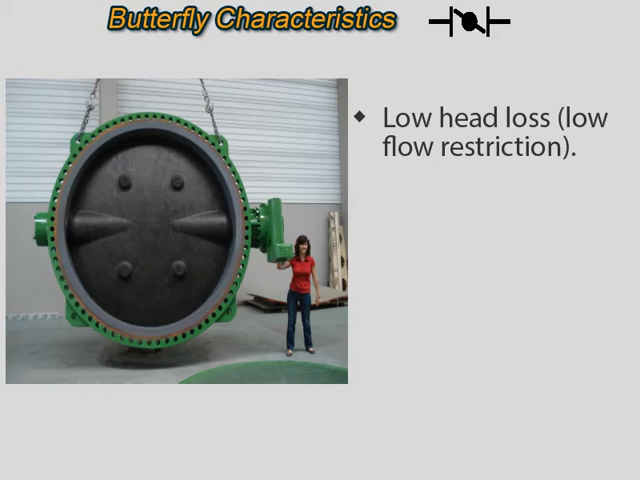 Butterfly Characteristics
Low head loss (low
flow restriction).